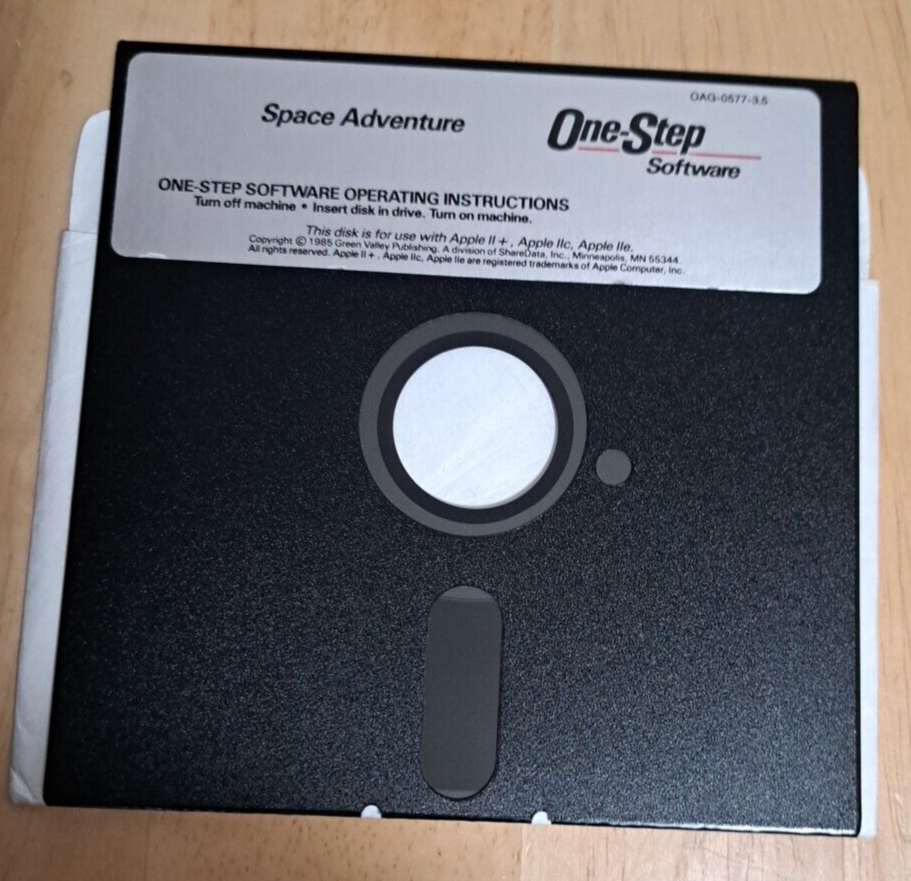 OAG-0577-3.5
Space Adventure
One-Step
Software
ONE-STEP SOFTWARE OPERATING INSTRUCTIONS
Turn off machine • Insert disk in drive. Turn on machine.
This disk is for use with Apple II +, Apple IIc, Apple IIe.
Copyright © 1985 Green Valley Publishing. A division of ShareData, Inc., Minneapolis, MN 55344.
All rights reserved. Apple II +, Apple IIc, Apple IIe are registered trademarks of Apple Computer, Inc.